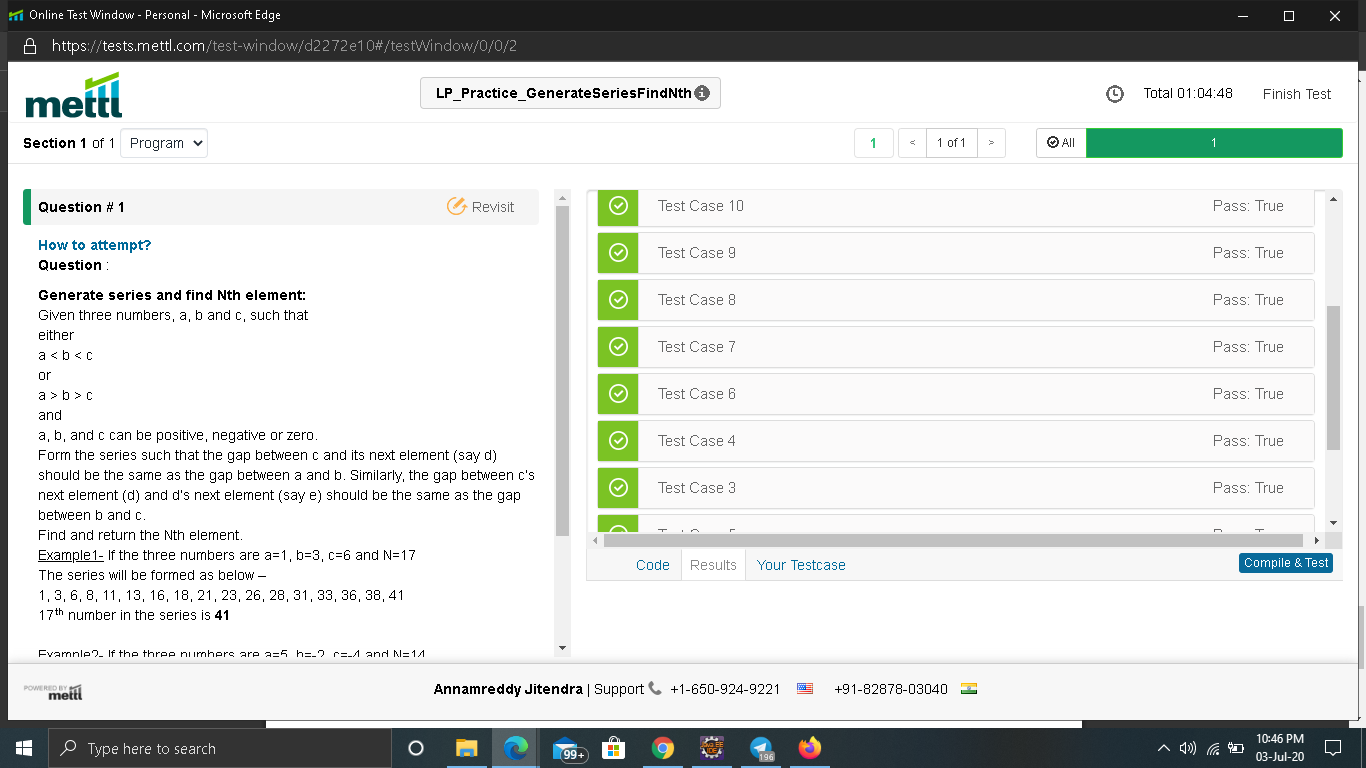 Online Test Window - Personal - Microsoft Edge
https://tests.mettl.com/test-window/d2272e10#/testWindow/0/0/2
mettl
LP_Practice_GenerateSeriesFindNth
Total 01:04:48
Finish Test
Section 1 of 1 Program
1
<
1 of 1
>
All
1
Question # 1
Revisit
How to attempt?
Question :
Generate series and find Nth element:
Given three numbers, a, b and c, such that
either
a < b < c
or
a > b > c
and
a, b, and c can be positive, negative or zero.
Form the series such that the gap between c and its next element (say d)
should be the same as the gap between a and b. Similarly, the gap between c's
next element (d) and d's next element (say e) should be the same as the gap
between b and c.
Find and return the Nth element.
Example1- If the three numbers are a=1, b=3, c=6 and N=17
The series will be formed as below –
1, 3, 6, 8, 11, 13, 16, 18, 21, 23, 26, 28, 31, 33, 36, 38, 41
17th number in the series is 41
Example2- If the three numbers are a=5, b=-2, c=-4 and N=14
Test Case 10 Pass: True
Test Case 9 Pass: True
Test Case 8 Pass: True
Test Case 7 Pass: True
Test Case 6 Pass: True
Test Case 4 Pass: True
Test Case 3 Pass: True
Code
Results
Your Testcase
Compile & Test
POWERED BY
mettl
Annamreddy Jitendra | Support +1-650-924-9221 +91-82878-03040
Type here to search
99+
196
10:46 PM
03-Jul-20